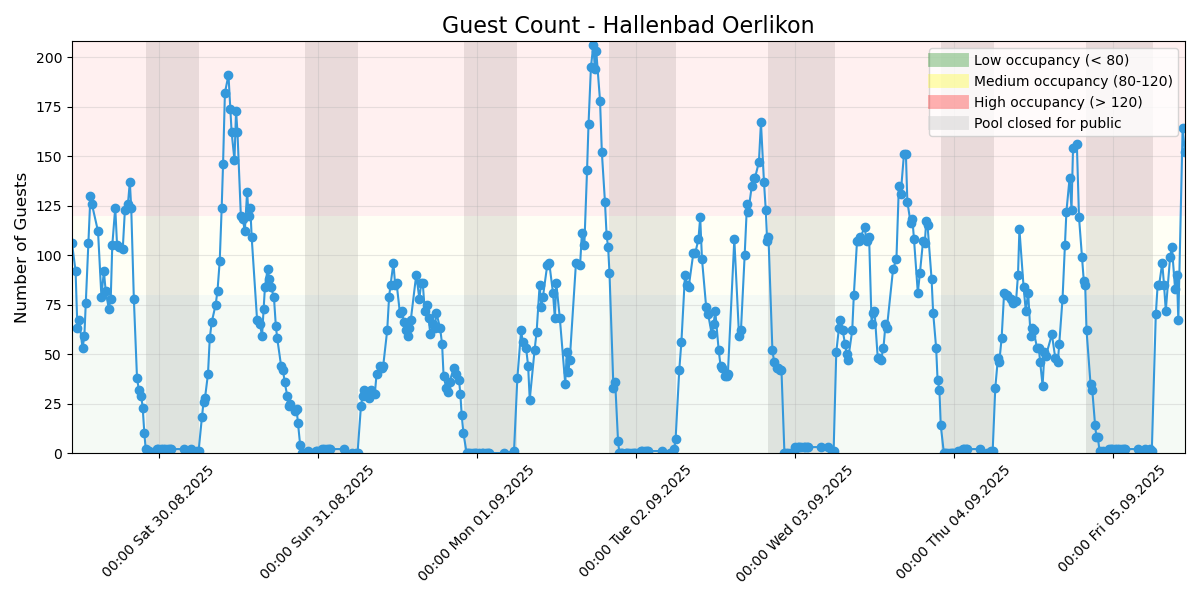 Guest Count - Hallenbad Oerlikon
Number of Guests
200
175
150
125
100
75
50
25
0
Low occupancy (< 80)
Medium occupancy (80-120)
High occupancy (> 120)
Pool closed for public
00:00 Sat 30.08.2025
00:00 Sun 31.08.2025
00:00 Mon 01.09.2025
00:00 Tue 02.09.2025
00:00 Wed 03.09.2025
00:00 Thu 04.09.2025
00:00 Fri 05.09.2025